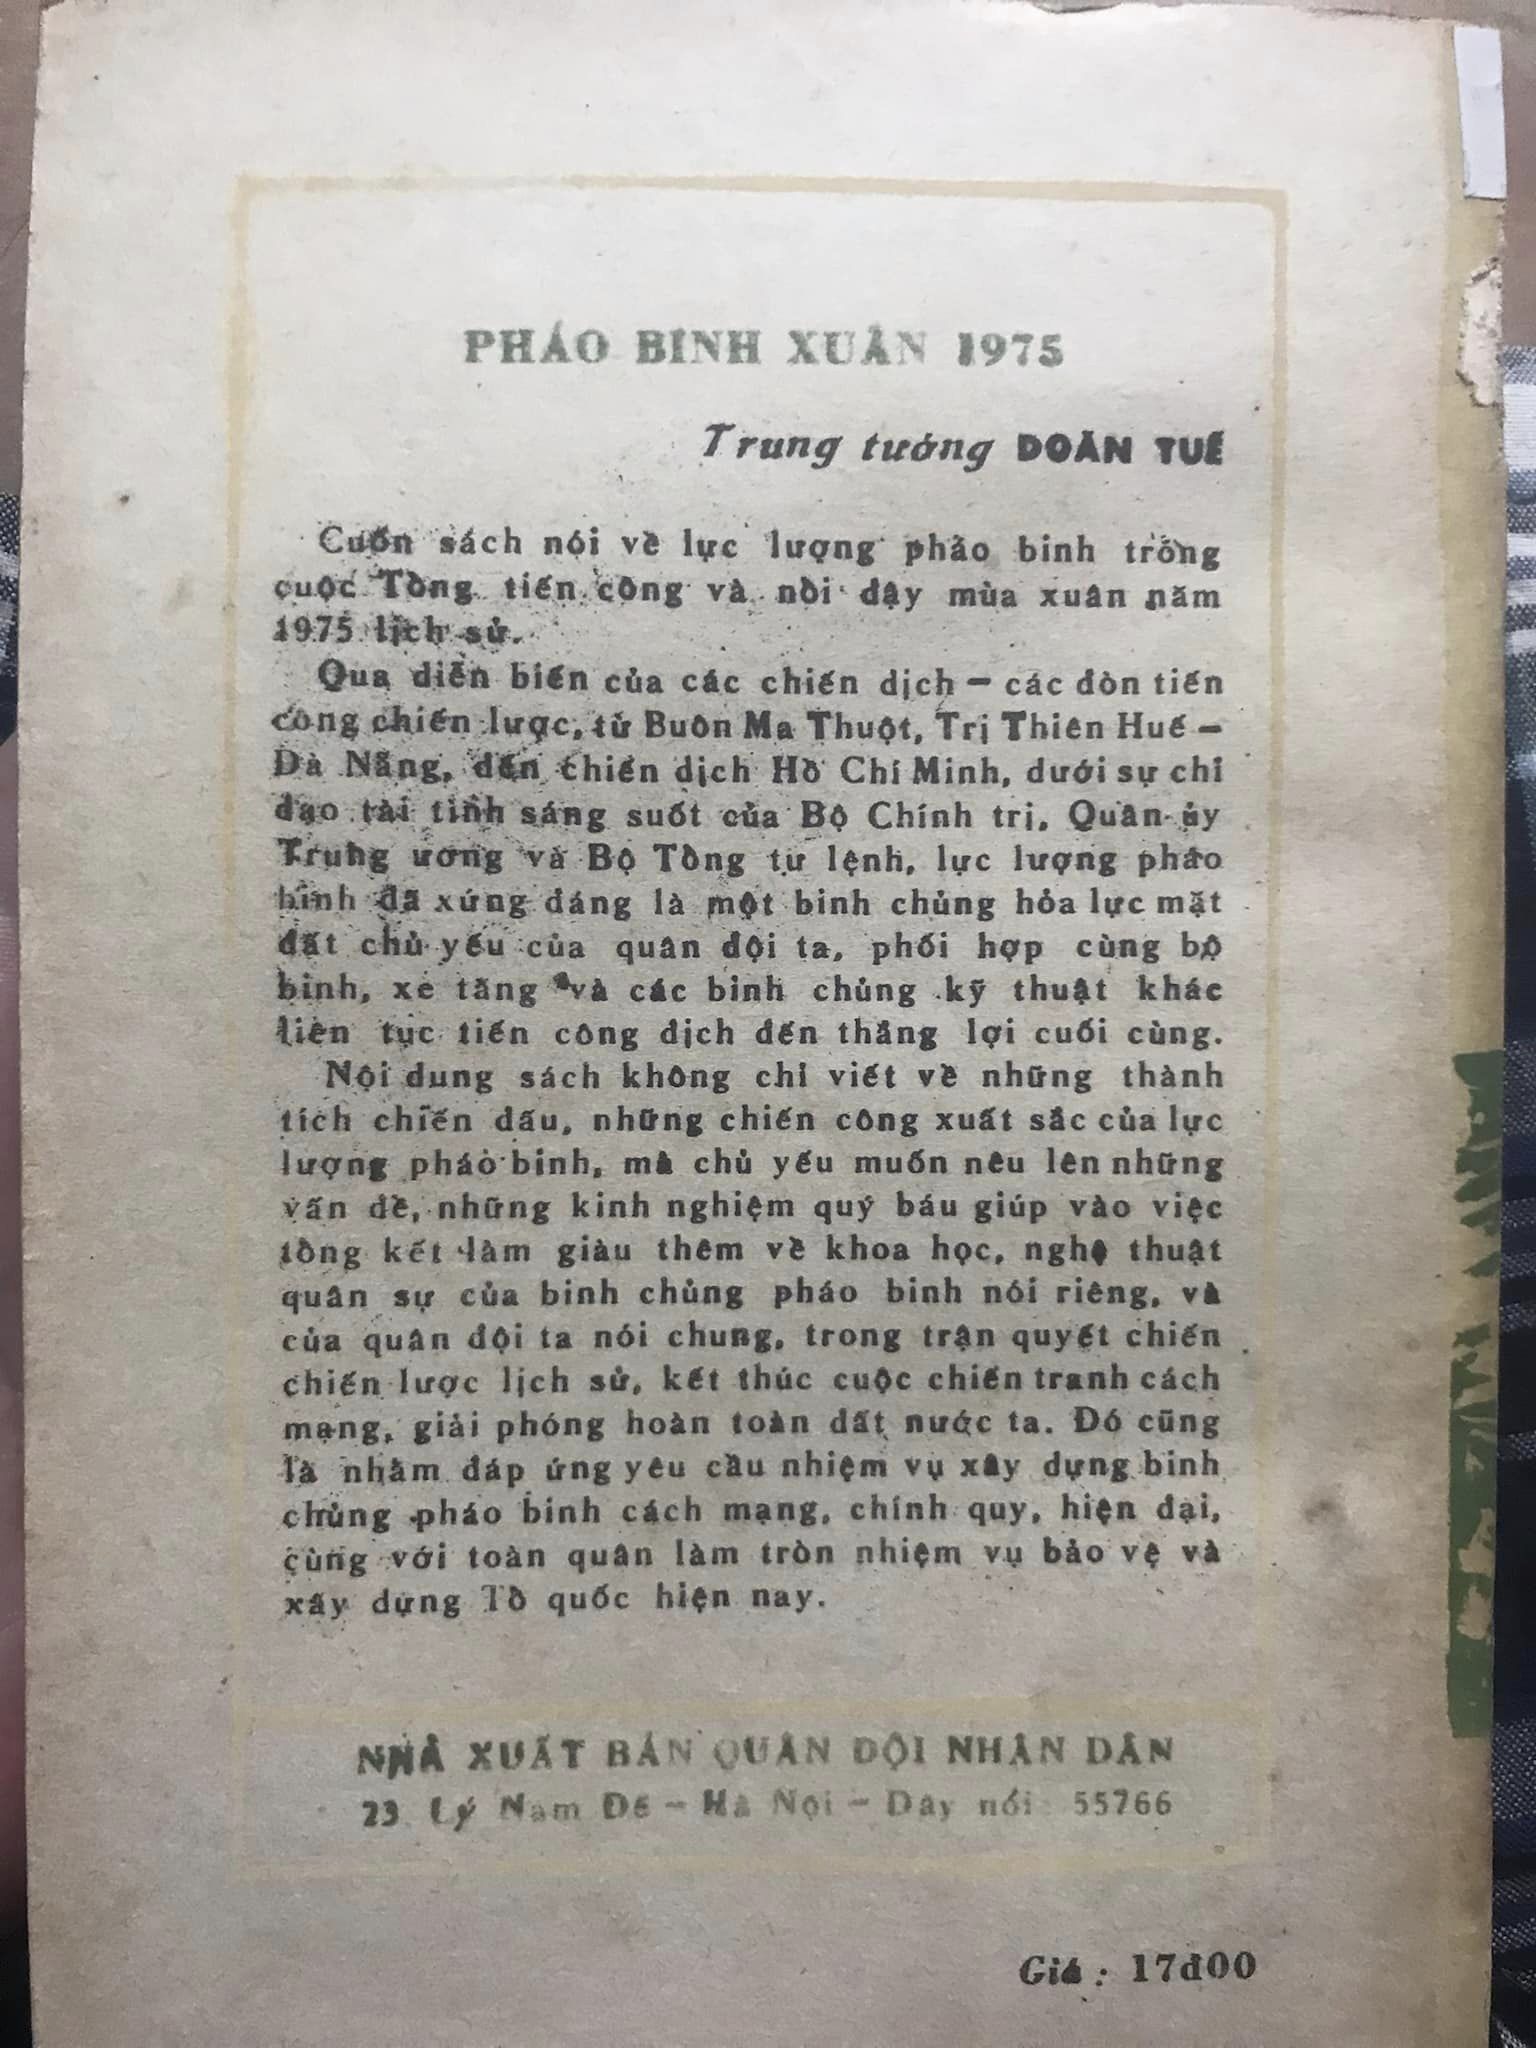 PHÁO BINH XUÂN 1975
Trung tướng DOÃN TUẾ
Cuốn sách nói về lực lượng pháo binh trong
cuộc Tổng tiến công và nổi dậy mùa xuân năm
1975 lịch sử.
Qua diễn biến của các chiến dịch – các đòn tiến
công chiến lược, từ Buôn Ma Thuột, Trị Thiên Huế –
Đà Nẵng, đến chiến dịch Hồ Chí Minh, dưới sự chỉ
đạo tài tình sáng suốt của Bộ Chính trị, Quân ủy
Trung ương và Bộ Tổng tư lệnh, lực lượng pháo
binh đã xứng đáng là một binh chủng hỏa lực mặt
đất chủ yếu của quân đội ta, phối hợp cùng bộ
binh, xe tăng và các binh chủng kỹ thuật khác
liên tục tiến công địch đến thắng lợi cuối cùng.
Nội dung sách không chỉ viết về những thành
tích chiến đấu, những chiến công xuất sắc của lực
lượng pháo binh, mà chủ yếu muốn nêu lên những
vấn đề, những kinh nghiệm quý báu giúp vào việc
tổng kết làm giàu thêm về khoa học, nghệ thuật
quân sự của binh chủng pháo binh nói riêng, và
của quân đội ta nói chung, trong trận quyết chiến
chiến lược lịch sử, kết thúc cuộc chiến tranh cách
mạng, giải phóng hoàn toàn đất nước ta. Đó cũng
là nhằm đáp ứng yêu cầu nhiệm vụ xây dựng binh
chủng pháo binh cách mạng, chính quy, hiện đại,
cùng với toàn quân làm tròn nhiệm vụ bảo vệ và
xây dựng Tổ quốc hiện nay.
NHÀ XUẤT BẢN QUÂN ĐỘI NHÂN DÂN
23 Lý Nam Đế – Hà Nội – Dây nói: 55766
Giá : 17đ00